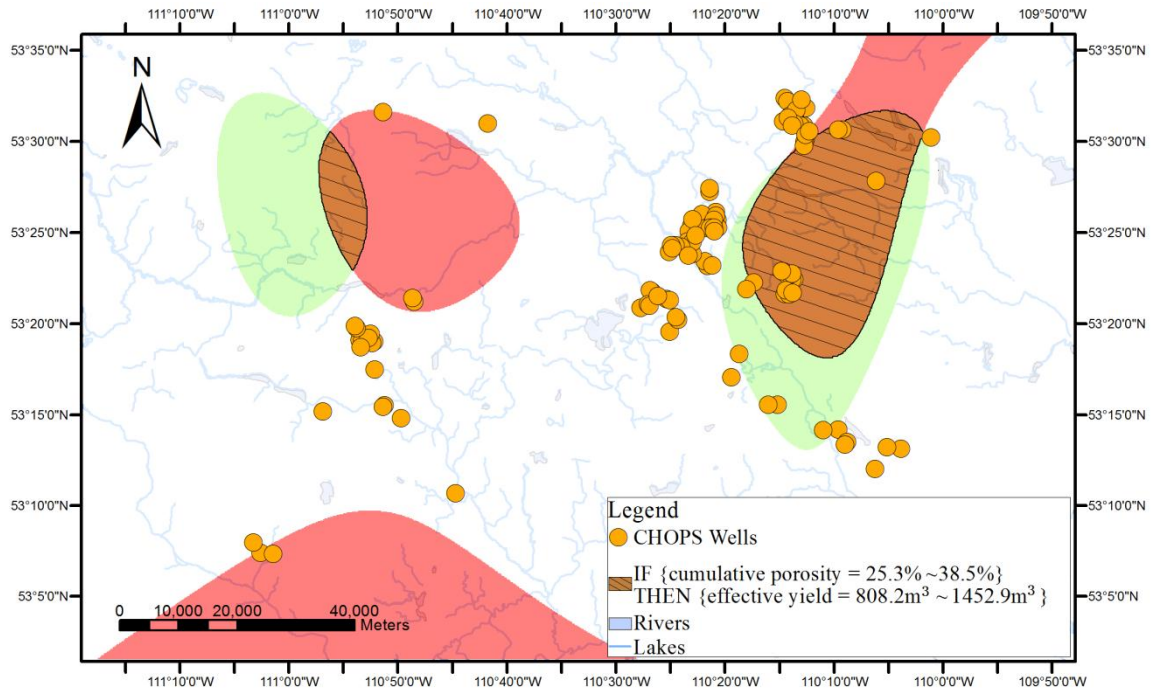 111°10'0"W 111°0'0"W 110°50'0"W 110°40'0"W 110°30'0"W 110°20'0"W 110°10'0"W 110°0'0"W 109°50'0"W
53°35'0"N 53°35'0"N
N
53°30'0"N 53°30'0"N
53°25'0"N 53°25'0"N
53°20'0"N 53°20'0"N
53°15'0"N 53°15'0"N
53°10'0"N 53°10'0"N
53°5'0"N 53°5'0"N
Legend
CHOPS Wells
IF {cumulative porosity = 25.3% ~38.5%}
THEN {effective yield = 808.2m³ ~ 1452.9m³ }
Rivers
Lakes
0 10,000 20,000 40,000
Meters
111°10'0"W 111°0'0"W 110°50'0"W 110°40'0"W 110°30'0"W 110°20'0"W 110°10'0"W 110°0'0"W 109°50'0"W